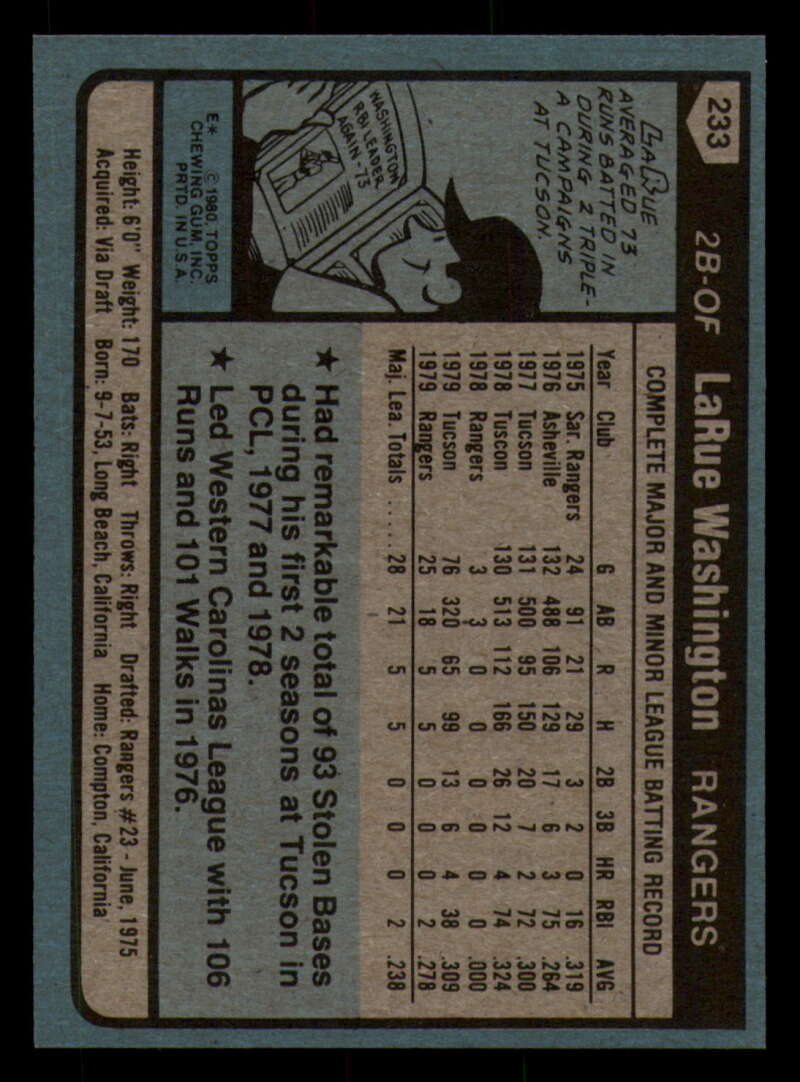 233
2B-OF LaRue Washington RANGERS
LaRUE
AVERAGED 73
RUNS BATTED IN
DURING 2 TRIPLE-
A CAMPAIGNS
AT TUCSON.
WASHINGTON
RBI LEADER
AGAIN-73
E* © 1980, TOPPS
CHEWING GUM, INC.
PRTD. IN U.S.A.
COMPLETE MAJOR AND MINOR LEAGUE BATTING RECORD
Year Club G AB R H 2B 3B HR RBI AVG
1975 Sar. Rangers 24 91 21 29 3 2 0 16 .319
1976 Asheville 132 488 106 129 17 6 3 75 .264
1977 Tucson 131 500 95 150 20 7 2 72 .300
1978 Tuscon 130 513 112 166 26 12 4 74 .324
1978 Rangers 3 3 0 0 0 0 0 0 .000
1979 Tucson 76 320 65 99 13 6 4 38 .309
1979 Rangers 25 18 5 5 0 0 0 2 .278
Maj. Lea. Totals ..... 28 21 5 5 0 0 0 2 .238
★ Had remarkable total of 93 Stolen Bases
during his first 2 seasons at Tucson in
PCL, 1977 and 1978.
★ Led Western Carolinas League with 106
Runs and 101 Walks in 1976.
Height: 6'0" Weight: 170 Bats: Right Throws: Right Drafted: Rangers #23 - June, 1975
Acquired: Via Draft Born: 9-7-53, Long Beach, California Home: Compton, California